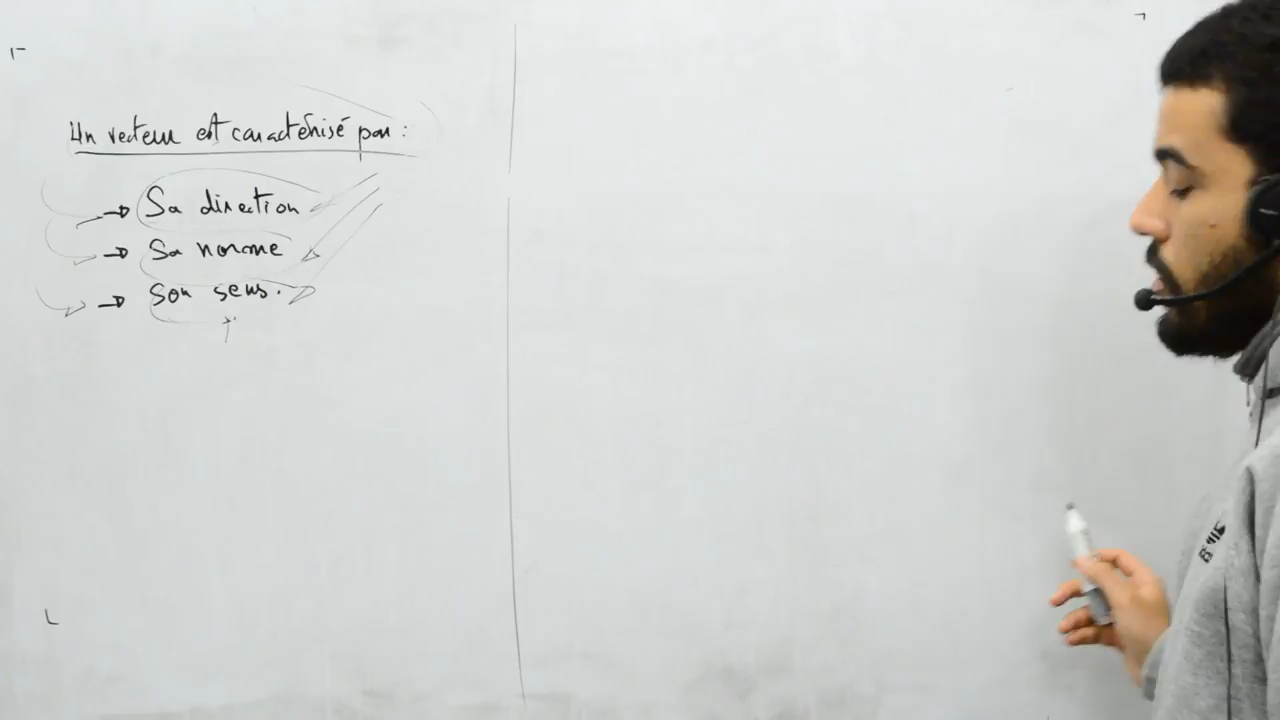 Un vecteur est caractérisé par :
→ Sa direction
→ Sa norme
→ Son sens.